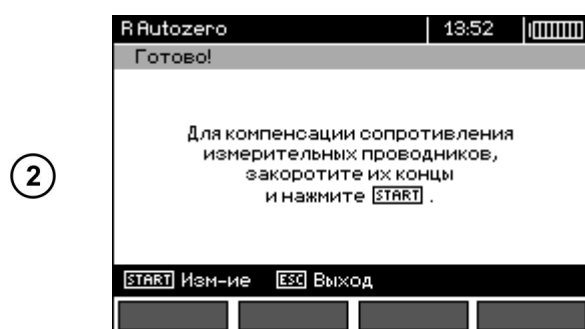 R Autozero 13:52
Готово!
Для компенсации сопротивления
измерительных проводников,
закоротите их концы
и нажмите START .
2
START Изм-ие ESC Выход